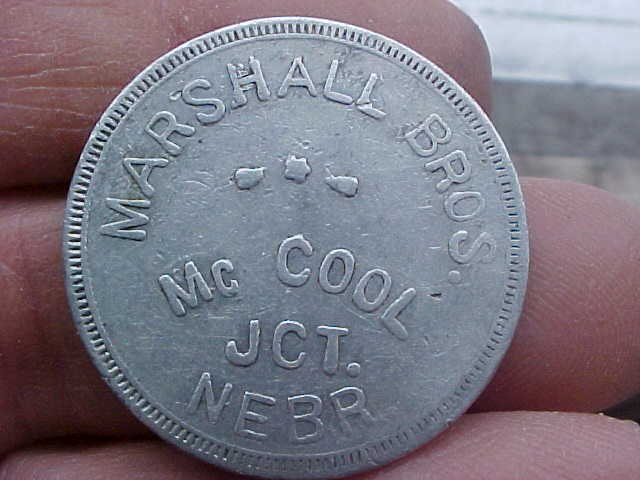 MARSHALL BROS.
Mc COOL
JCT.
NEBR